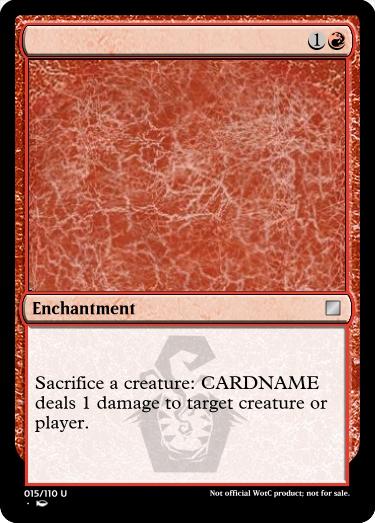 1
Enchantment
Sacrifice a creature: CARDNAME
deals 1 damage to target creature or
player.
015/110 U
Not official WotC product; not for sale.